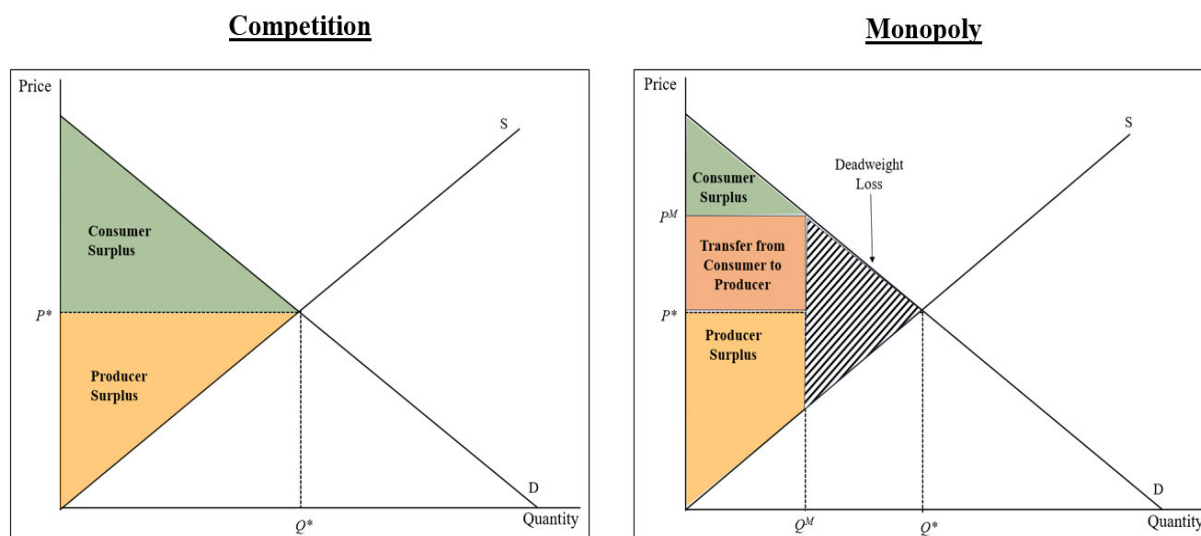 Competition
Price
S
Consumer
Surplus
P*
Producer
Surplus
D
Quantity
Q*
Monopoly
Price
S
Deadweight
Loss
Consumer
Surplus
P^M
Transfer from
Consumer to
Producer
P*
Producer
Surplus
D
Quantity
Q^M
Q*